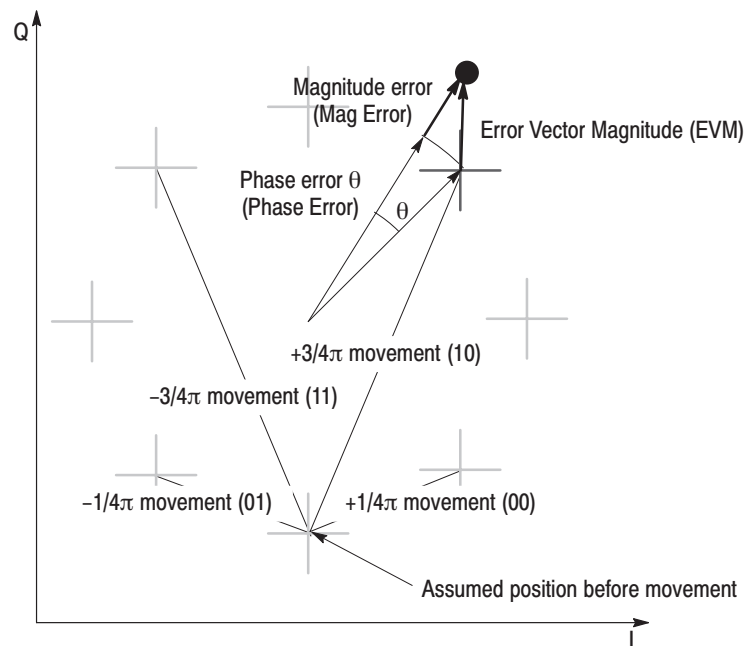 Q
Magnitude error
(Mag Error)
Error Vector Magnitude (EVM)
Phase error θ
(Phase Error)
θ
+3/4π movement (10)
–3/4π movement (11)
–1/4π movement (01)
+1/4π movement (00)
Assumed position before movement
I